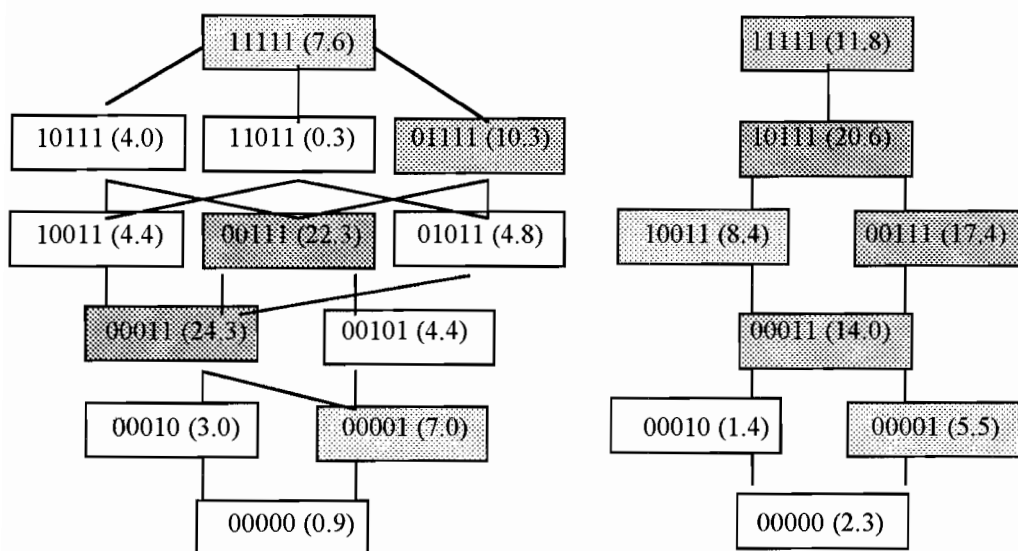 11111 (7.6)
10111 (4.0) 11011 (0.3) 01111 (10.3)
10011 (4.4) 00111 (22.3) 01011 (4.8)
00011 (24.3) 00101 (4.4)
00010 (3.0) 00001 (7.0)
00000 (0.9)
11111 (11.8)
10111 (20.6)
10011 (8.4) 00111 (17.4)
00011 (14.0)
00010 (1.4) 00001 (5.5)
00000 (2.3)